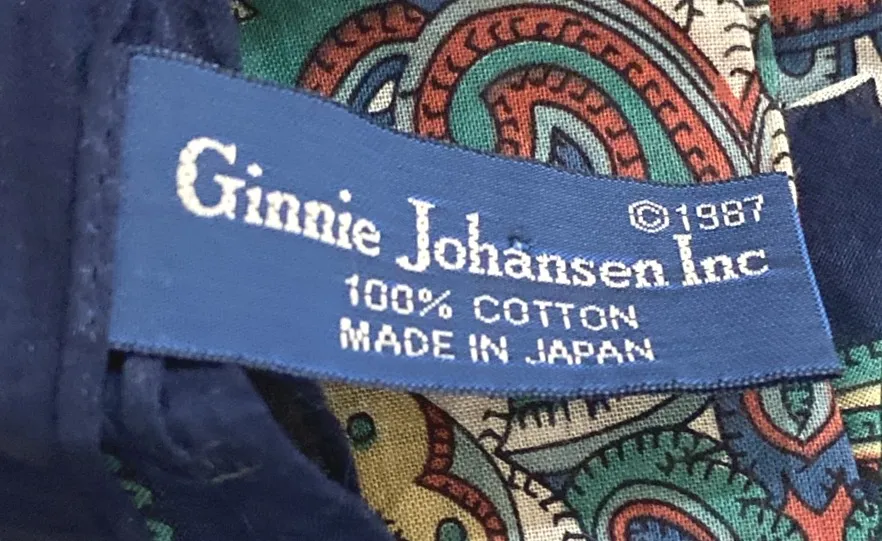 ©1987
Ginnie Johansen Inc
100% COTTON
MADE IN JAPAN